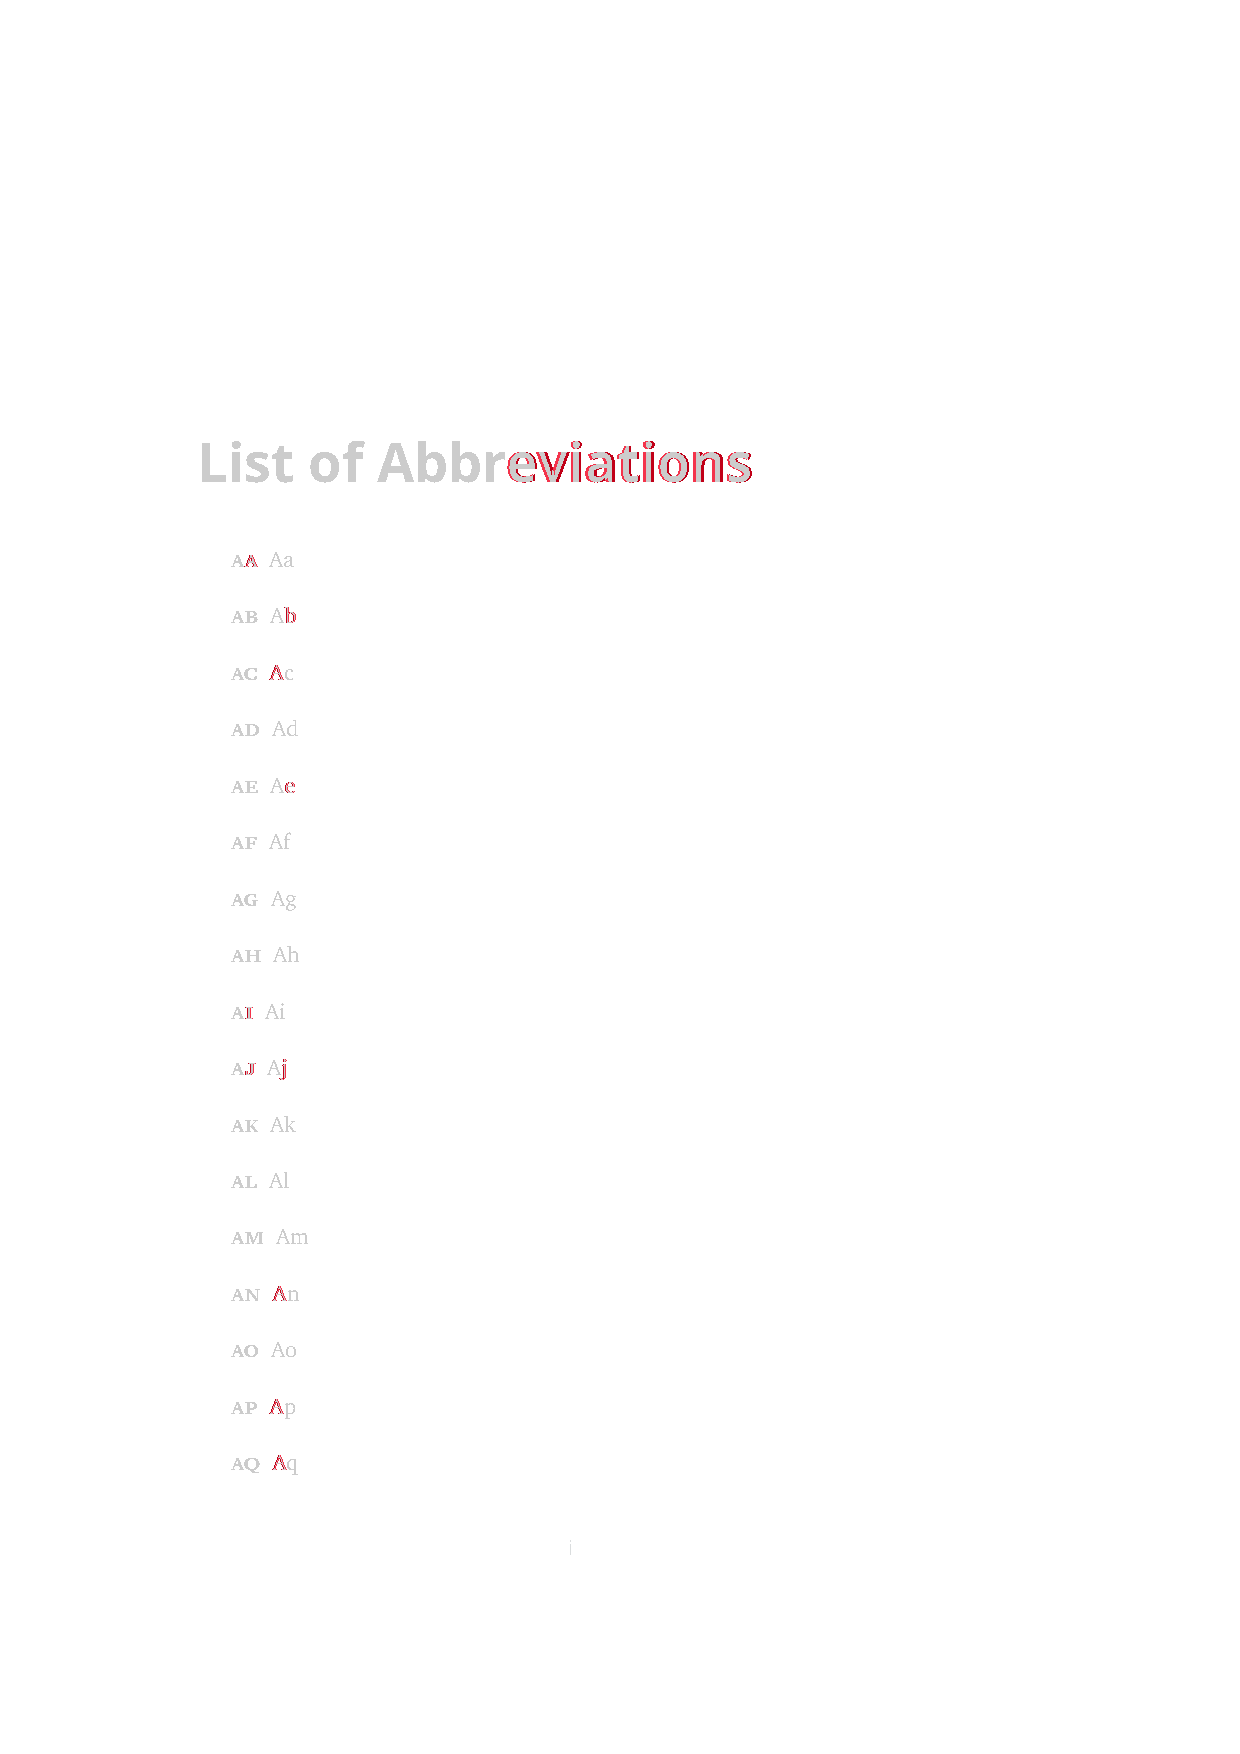 List of Abbreviations
AA Aa
AB Ab
AC Ac
AD Ad
AE Ae
AF Af
AG Ag
AH Ah
AI Ai
AJ Aj
AK Ak
AL Al
AM Am
AN An
AO Ao
AP Ap
AQ Aq
i